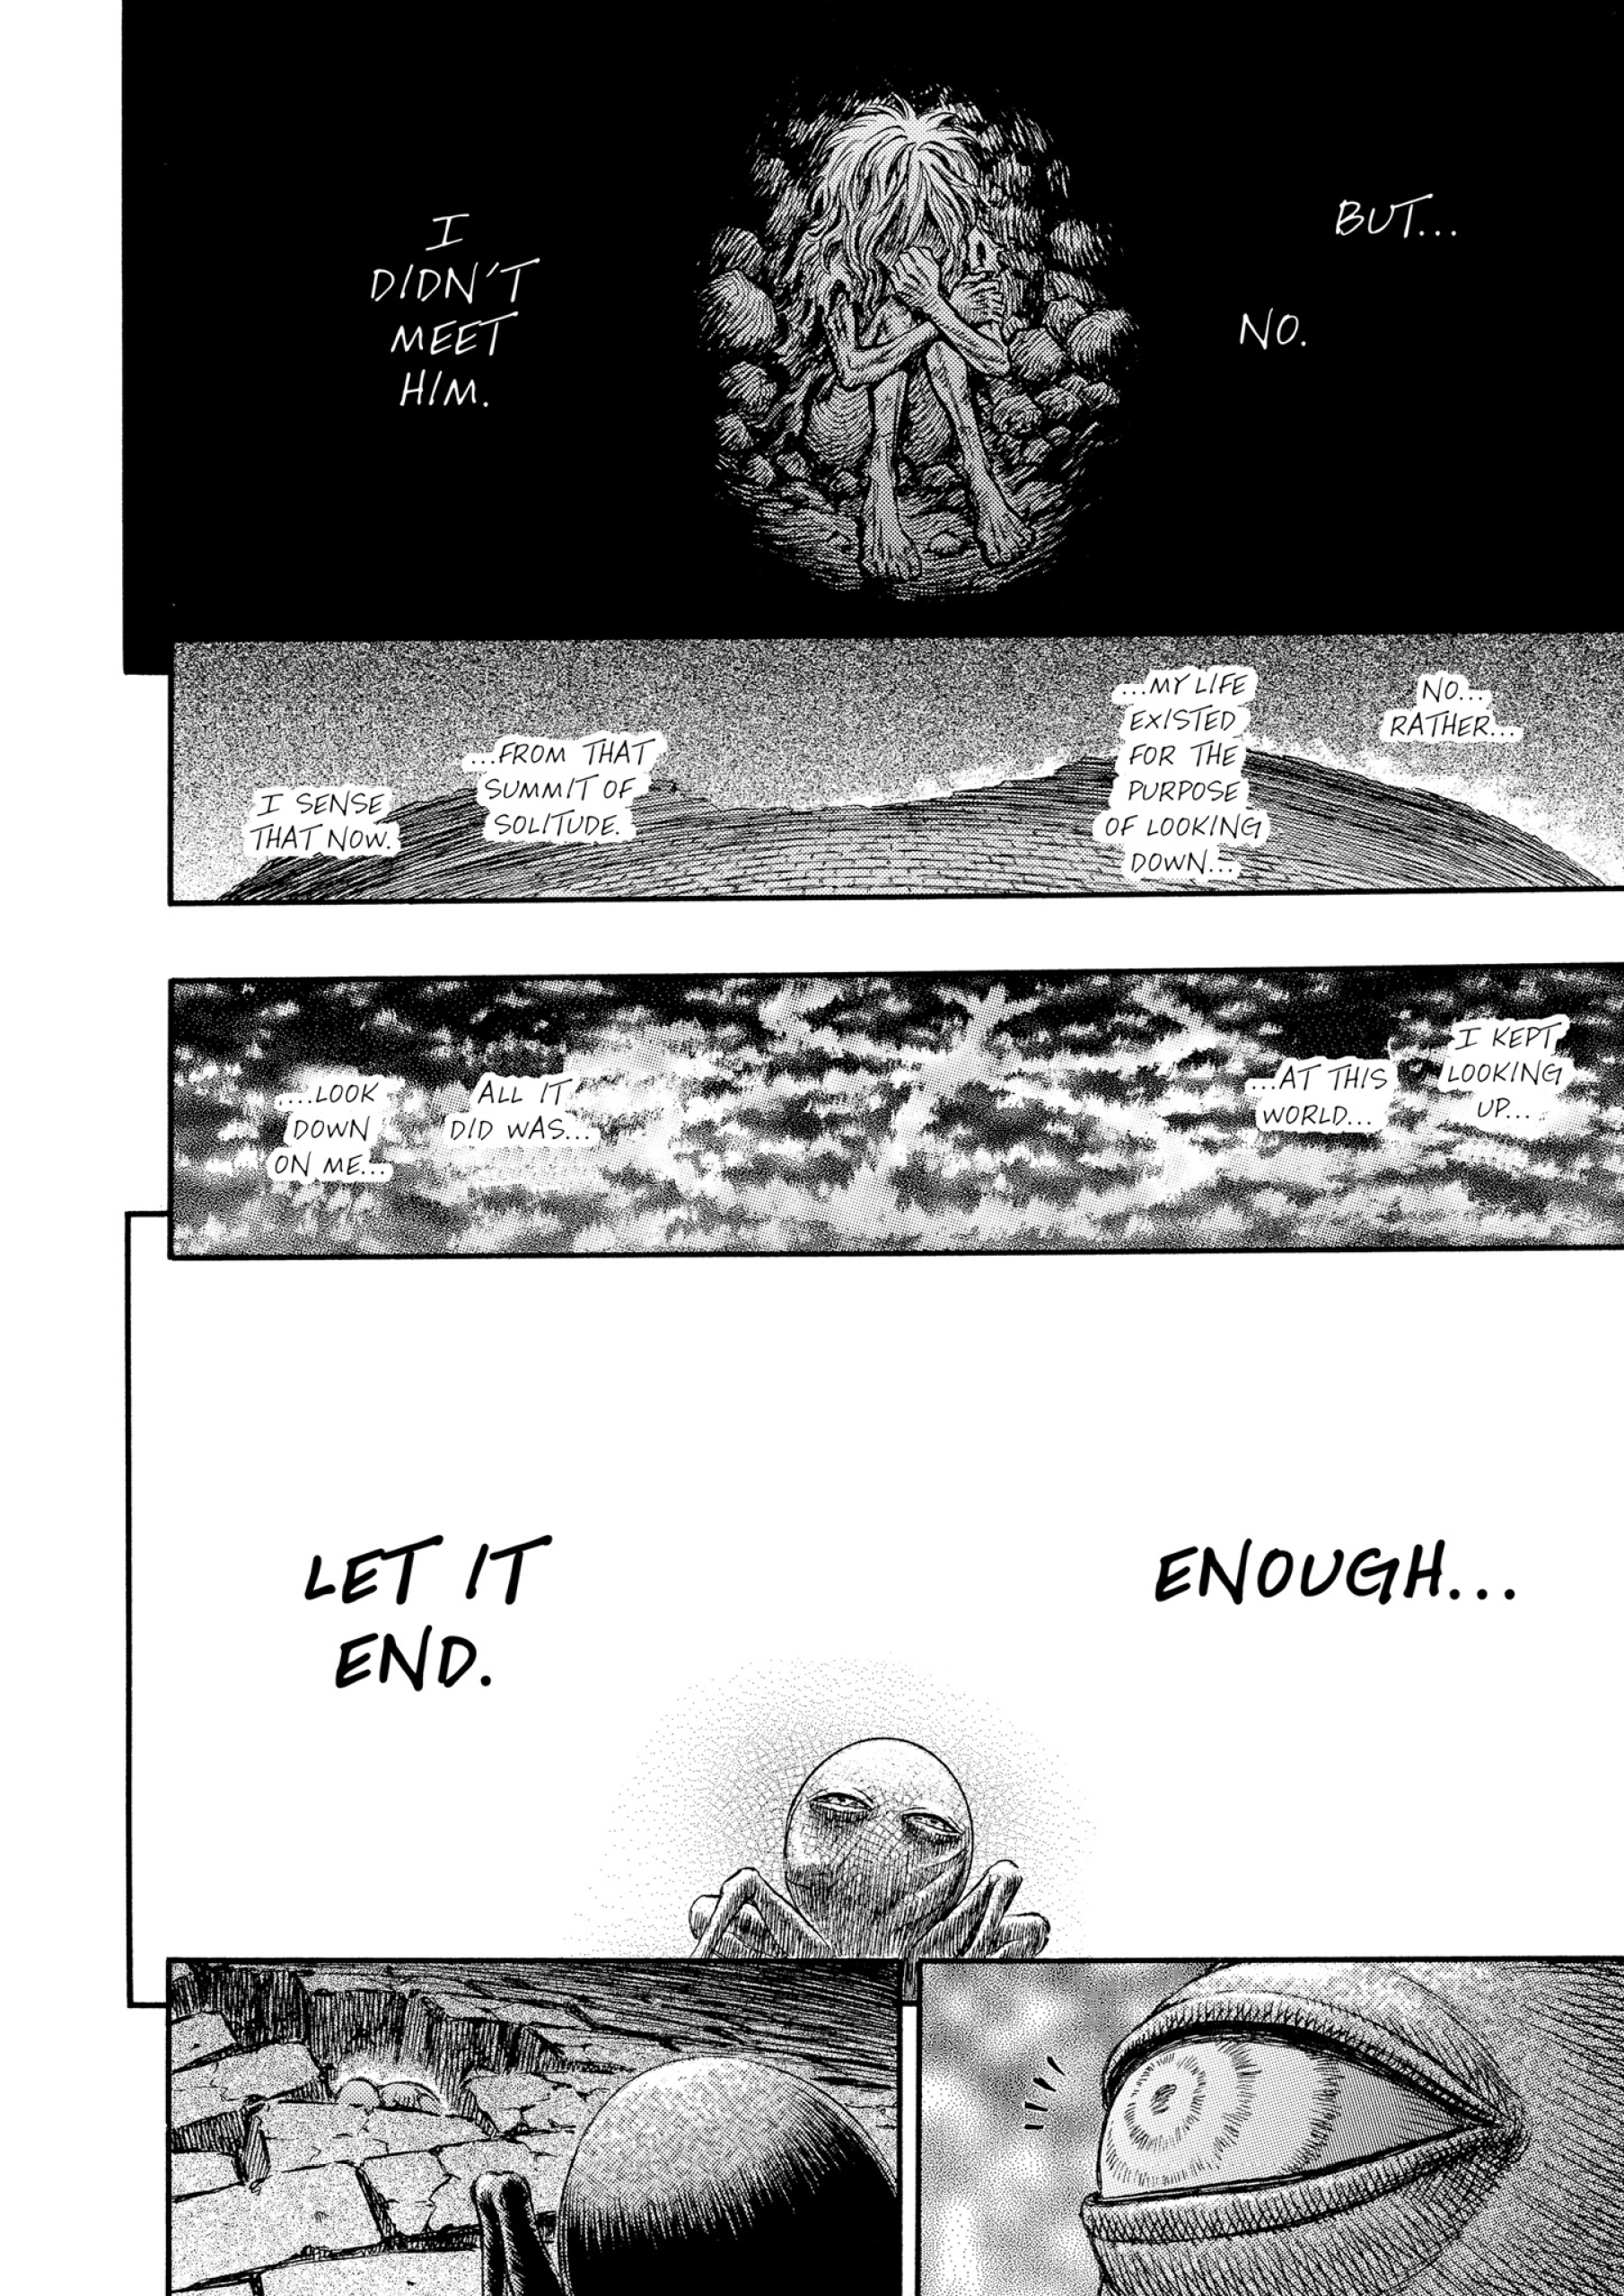 BUT...
NO.
I
DIDN'T
MEET
HIM.
NO...
RATHER...
...MY LIFE
EXISTED
FOR THE
PURPOSE
OF LOOKING
DOWN...
...FROM THAT
SUMMIT OF
SOLITUDE.
I SENSE
THAT NOW.
I KEPT
LOOKING
UP...
...AT THIS
WORLD...
ALL IT
DID WAS...
....LOOK
DOWN
ON ME...
ENOUGH...
LET IT
END.